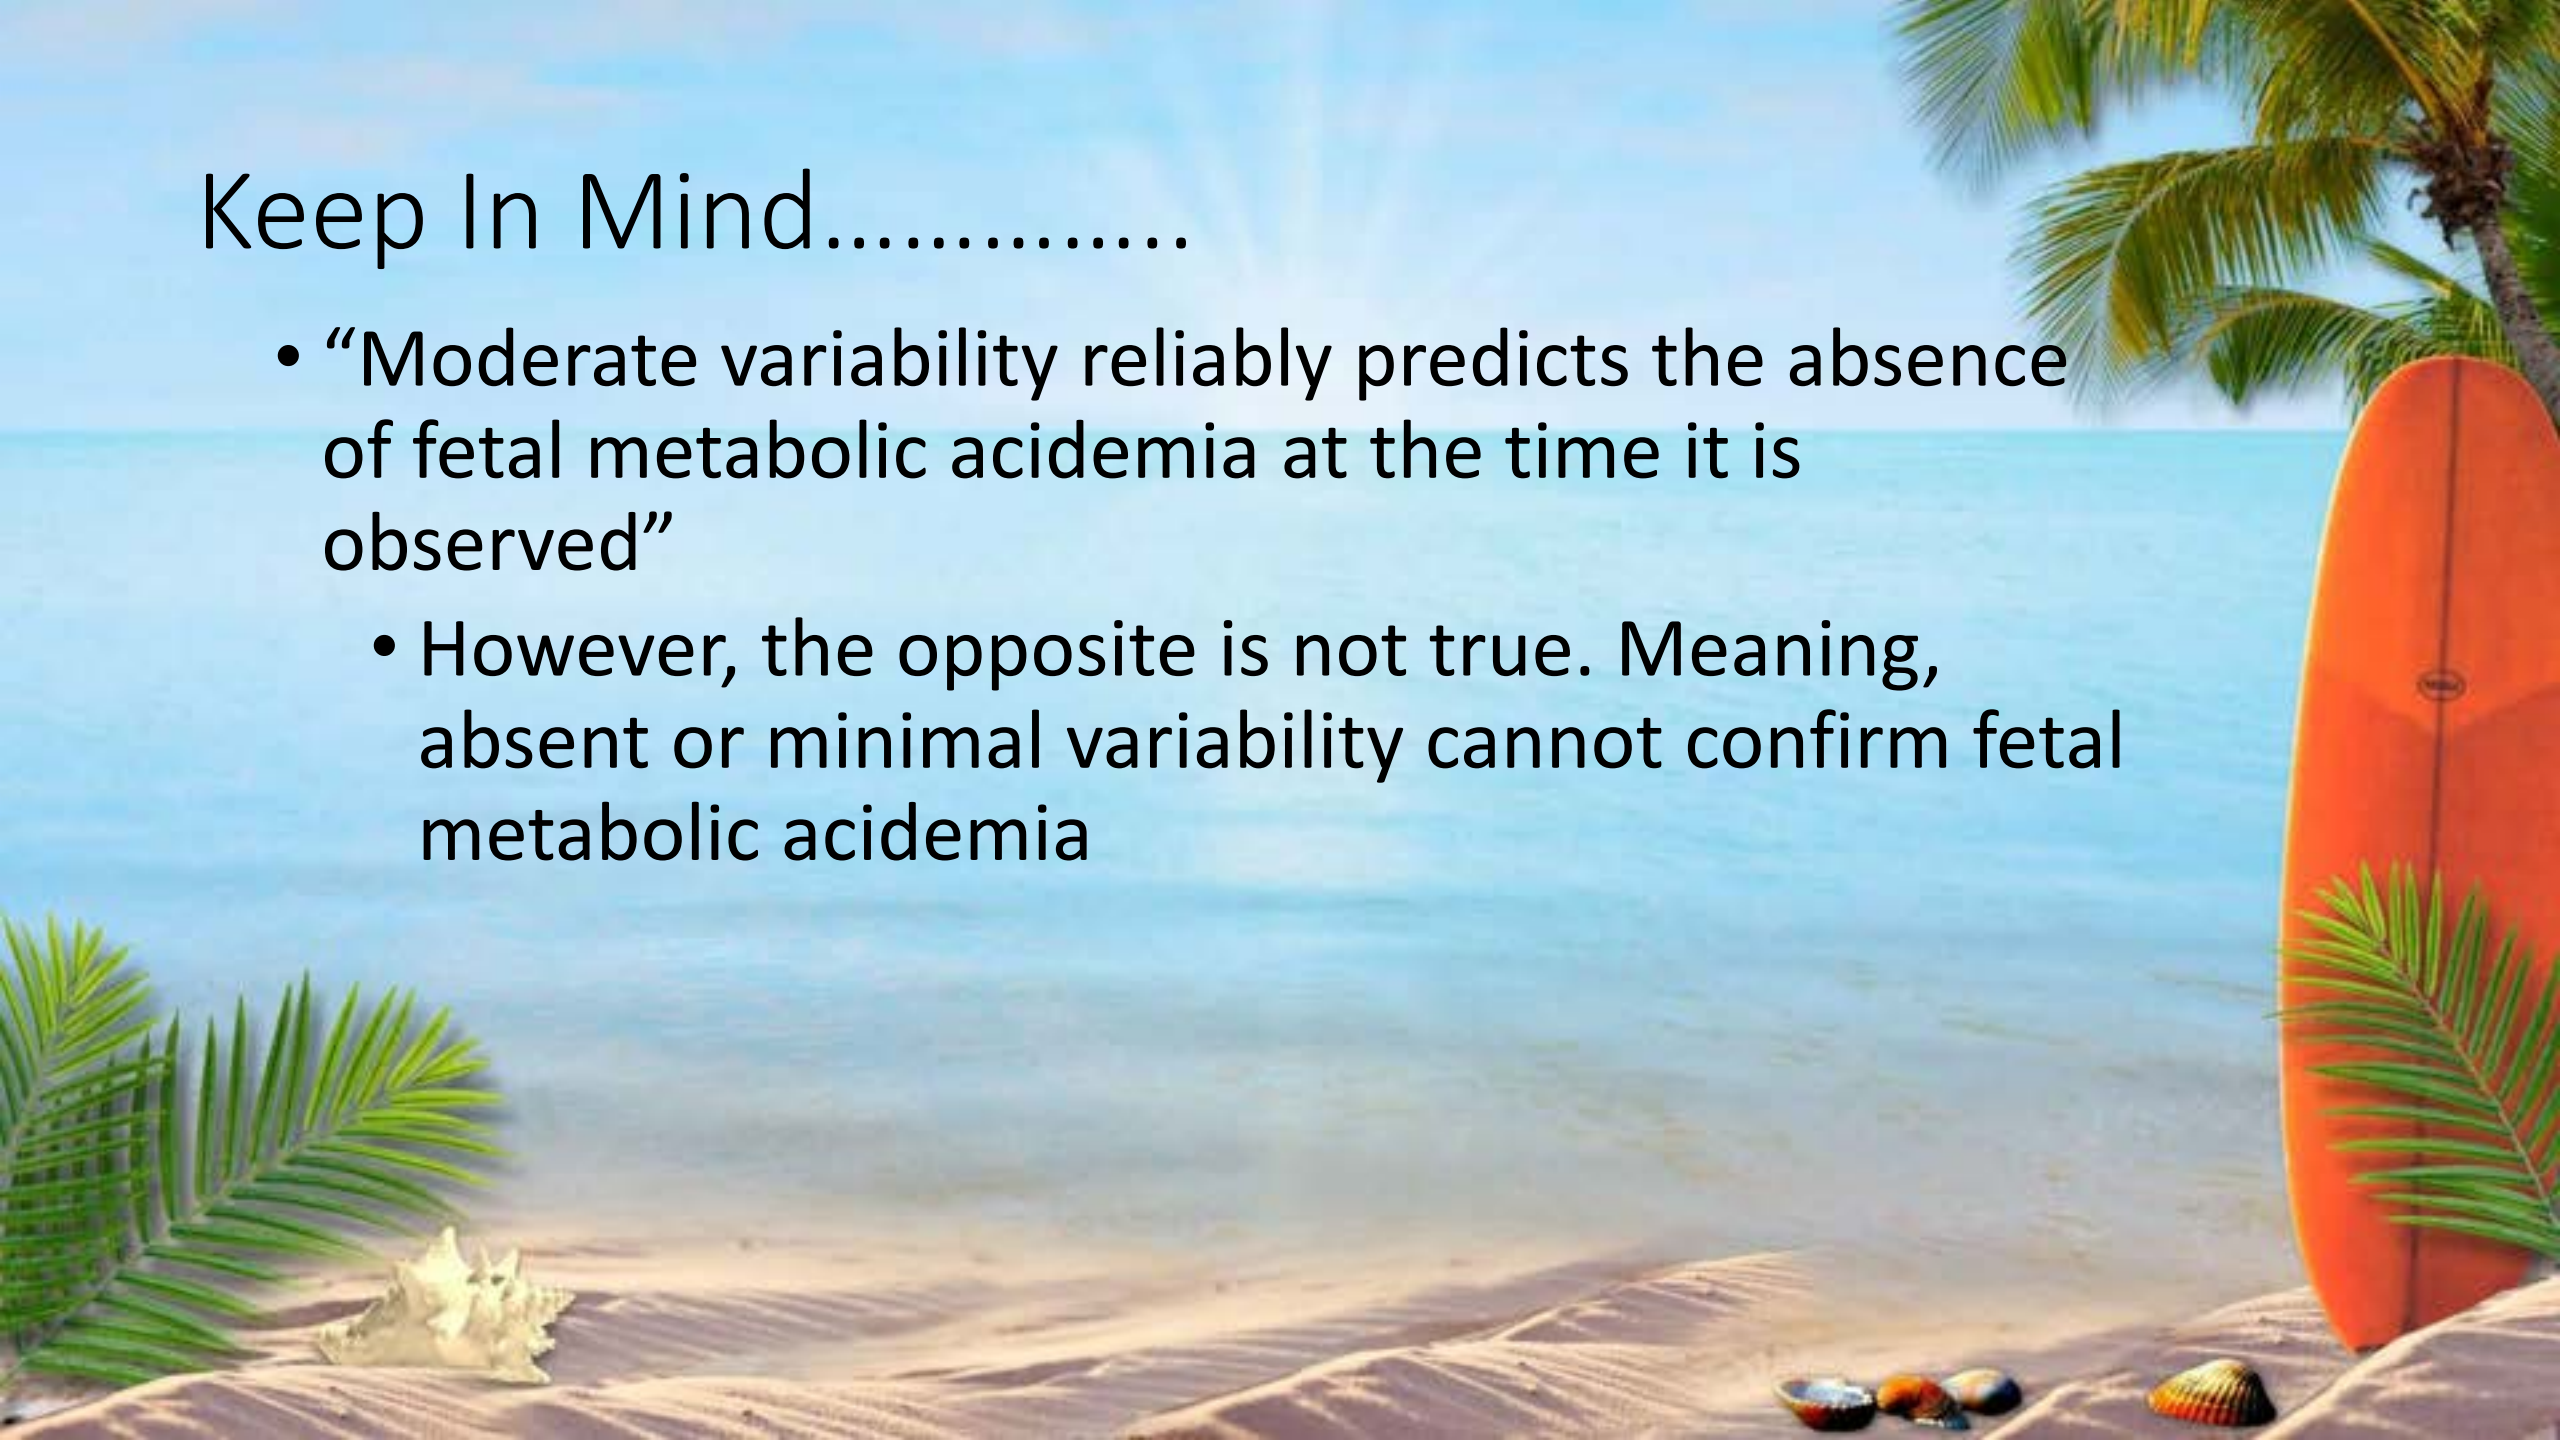 Keep In Mind…………..
• “Moderate variability reliably predicts the absence
of fetal metabolic acidemia at the time it is
observed”
• However, the opposite is not true. Meaning,
absent or minimal variability cannot confirm fetal
metabolic acidemia